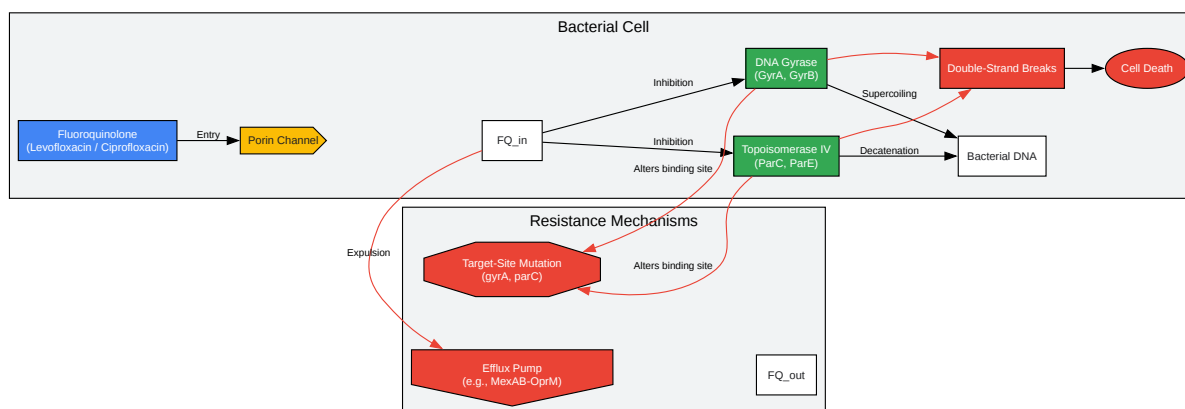 Bacterial Cell
DNA Gyrase
(GyrA, GyrB)
Double-Strand Breaks
Cell Death
Inhibition
Supercoiling
Fluoroquinolone
(Levofloxacin / Ciprofloxacin)
Entry
Porin Channel
FQ_in
Inhibition
Topoisomerase IV
(ParC, ParE)
Decatenation
Bacterial DNA
Alters binding site
Resistance Mechanisms
Expulsion
Target-Site Mutation
(gyrA, parC)
Alters binding site
Efflux Pump
(e.g., MexAB-OprM)
FQ_out